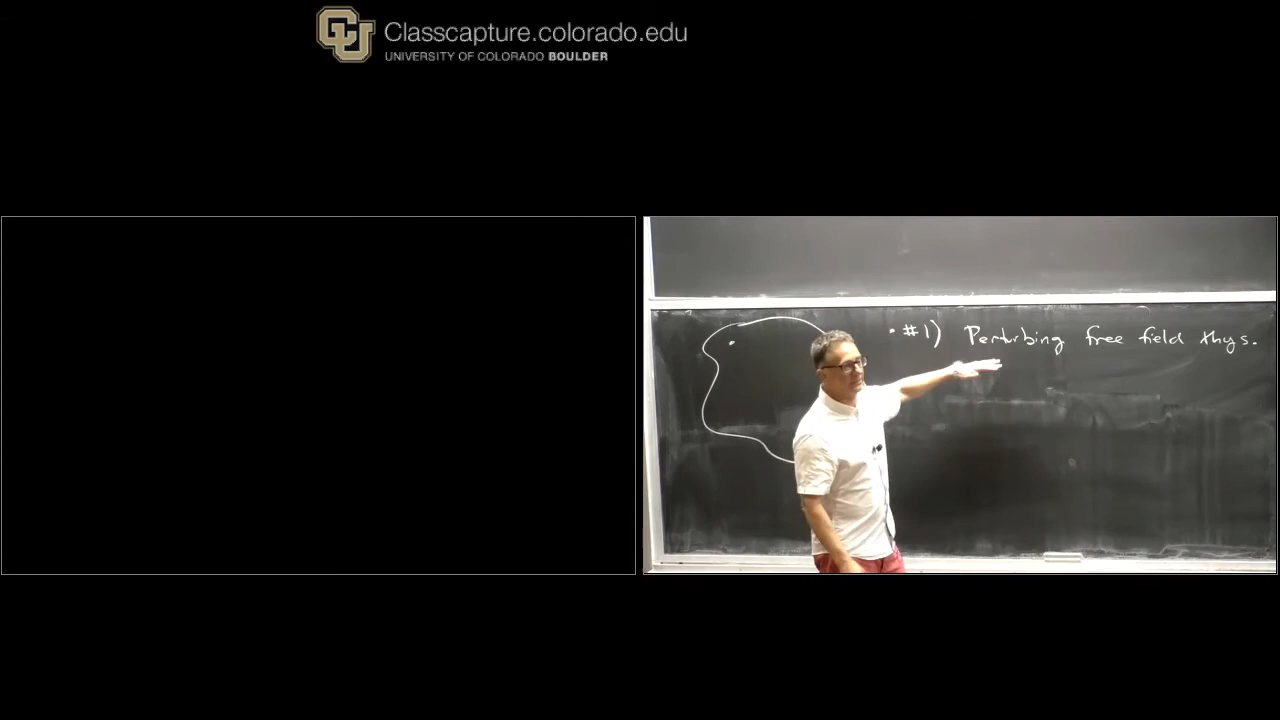 Classcapture.colorado.edu
UNIVERSITY OF COLORADO BOULDER
• #1) Perturbing free field thys.